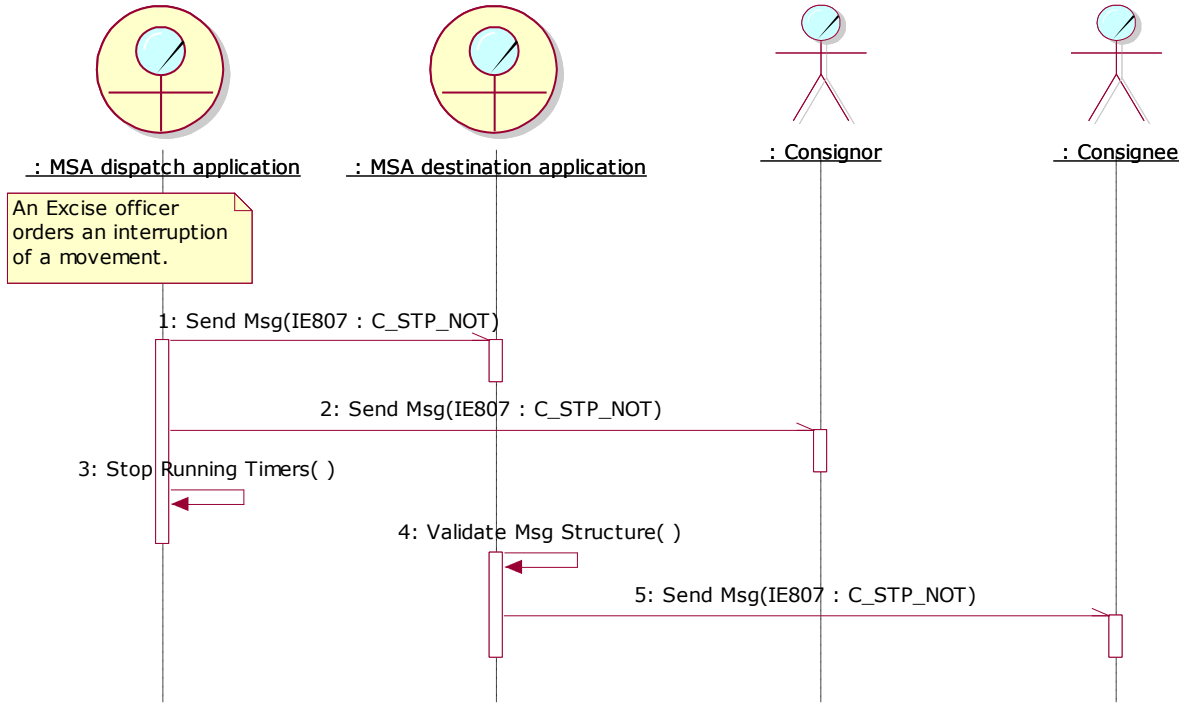 : MSA dispatch application
: MSA destination application
: Consignor
: Consignee
An Excise officer
orders an interruption
of a movement.
1: Send Msg(IE807 : C_STP_NOT)
2: Send Msg(IE807 : C_STP_NOT)
3: Stop Running Timers( )
4: Validate Msg Structure( )
5: Send Msg(IE807 : C_STP_NOT)